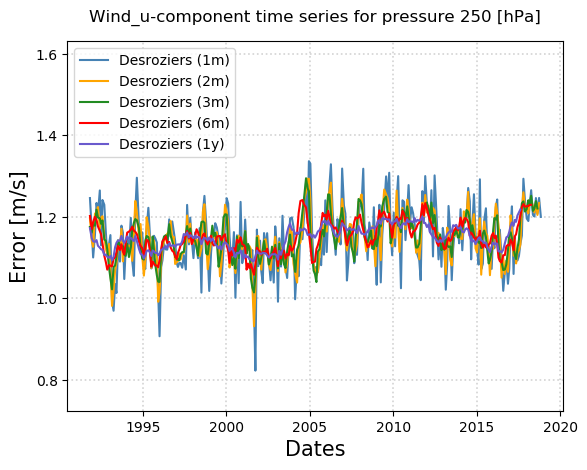 Wind_u-component time series for pressure 250 [hPa]
1.6
1.4
1.2
1.0
0.8
Error [m/s]
Desroziers (1m)
Desroziers (2m)
Desroziers (3m)
Desroziers (6m)
Desroziers (1y)
1995
2000
2005
2010
2015
2020
Dates